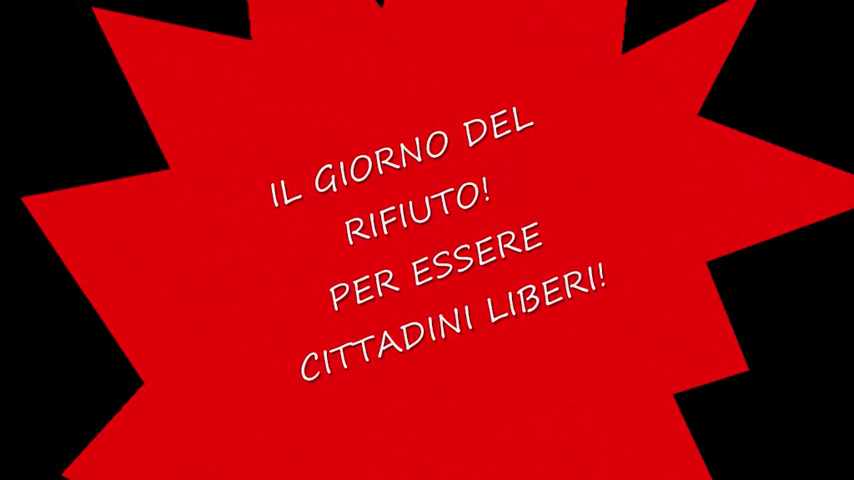 IL GIORNO DEL
RIFIUTO!
PER ESSERE
CITTADINI LIBERI!